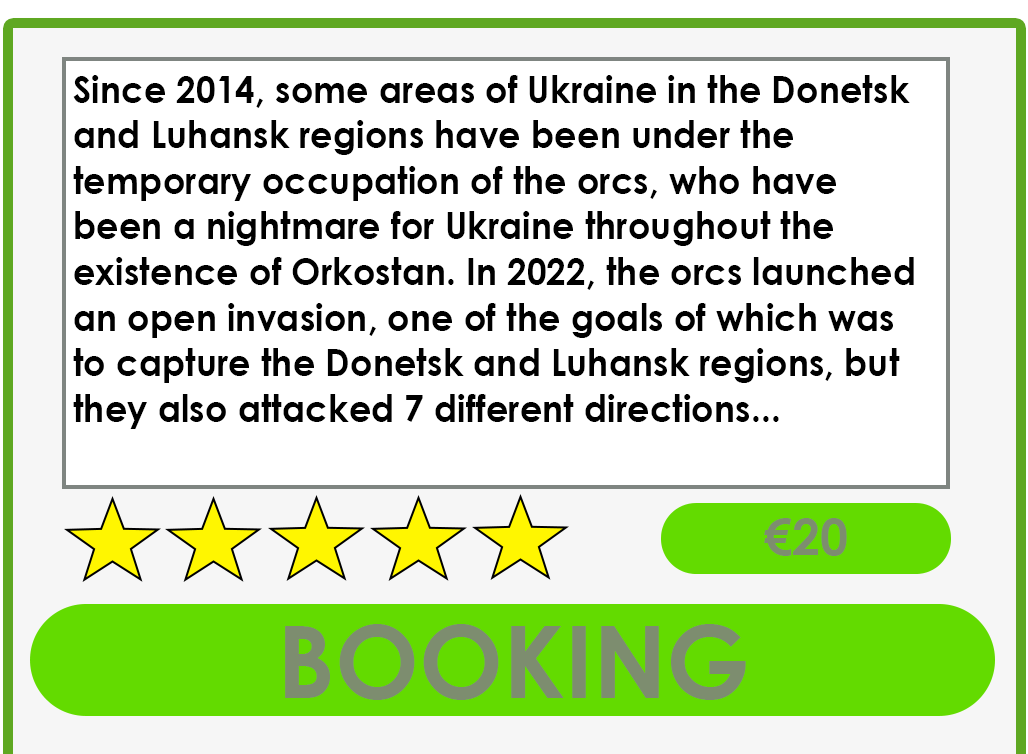 Since 2014, some areas of Ukraine in the Donetsk
and Luhansk regions have been under the
temporary occupation of the orcs, who have
been a nightmare for Ukraine throughout the
existence of Orkostan. In 2022, the orcs launched
an open invasion, one of the goals of which was
to capture the Donetsk and Luhansk regions, but
they also attacked 7 different directions...
€20
BOOKING